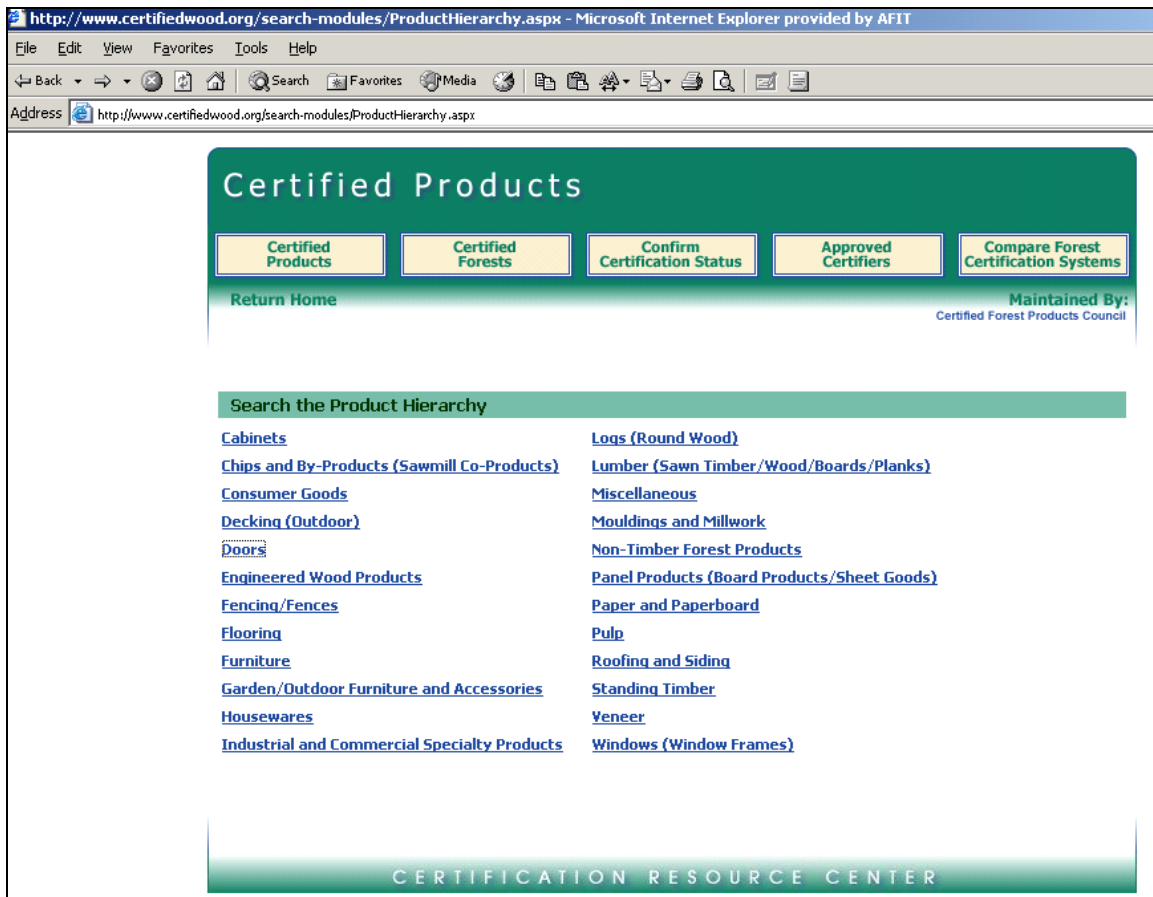 http://www.certifiedwood.org/search-modules/ProductHierarchy.aspx - Microsoft Internet Explorer provided by AFIT
File Edit View Favorites Tools Help
Back Search Favorites Media
Address http://www.certifiedwood.org/search-modules/ProductHierarchy.aspx
Certified Products
Certified Products
Certified Forests
Confirm Certification Status
Approved Certifiers
Compare Forest Certification Systems
Return Home
Maintained By:
Certified Forest Products Council
Search the Product Hierarchy
Cabinets
Chips and By-Products (Sawmill Co-Products)
Consumer Goods
Decking (Outdoor)
Doors
Engineered Wood Products
Fencing/Fences
Flooring
Furniture
Garden/Outdoor Furniture and Accessories
Housewares
Industrial and Commercial Specialty Products
Logs (Round Wood)
Lumber (Sawn Timber/Wood/Boards/Planks)
Miscellaneous
Mouldings and Millwork
Non-Timber Forest Products
Panel Products (Board Products/Sheet Goods)
Paper and Paperboard
Pulp
Roofing and Siding
Standing Timber
Veneer
Windows (Window Frames)
CERTIFICATION RESOURCE CENTER